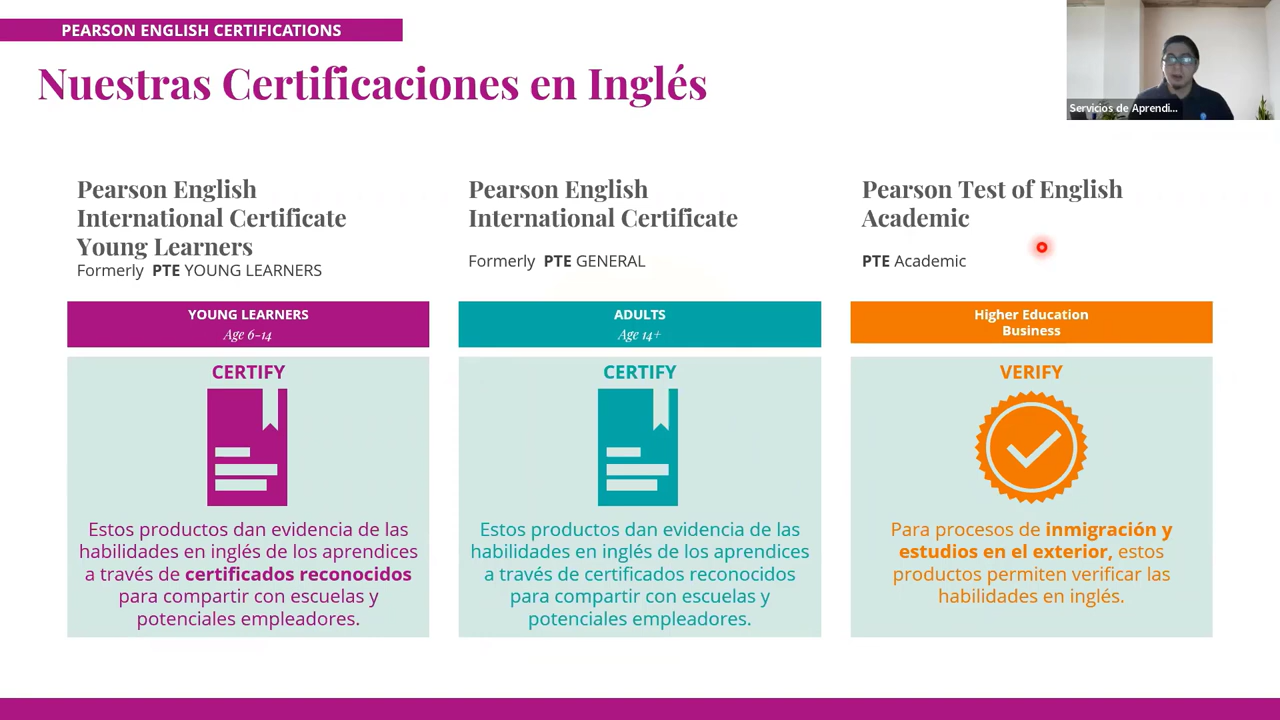 PEARSON ENGLISH CERTIFICATIONS
Nuestras Certificaciones en Inglés
Servicios de Aprendi...
Pearson English
International Certificate
Young Learners
Formerly PTE YOUNG LEARNERS
YOUNG LEARNERS
Age 6-14
CERTIFY
Estos productos dan evidencia de las
habilidades en inglés de los aprendices
a través de certificados reconocidos
para compartir con escuelas y
potenciales empleadores.
Pearson English
International Certificate
Formerly PTE GENERAL
ADULTS
Age 14+
CERTIFY
Estos productos dan evidencia de las
habilidades en inglés de los aprendices
a través de certificados reconocidos
para compartir con escuelas y
potenciales empleadores.
Pearson Test of English
Academic
PTE Academic
Higher Education
Business
VERIFY
Para procesos de inmigración y
estudios en el exterior, estos
productos permiten verificar las
habilidades en inglés.